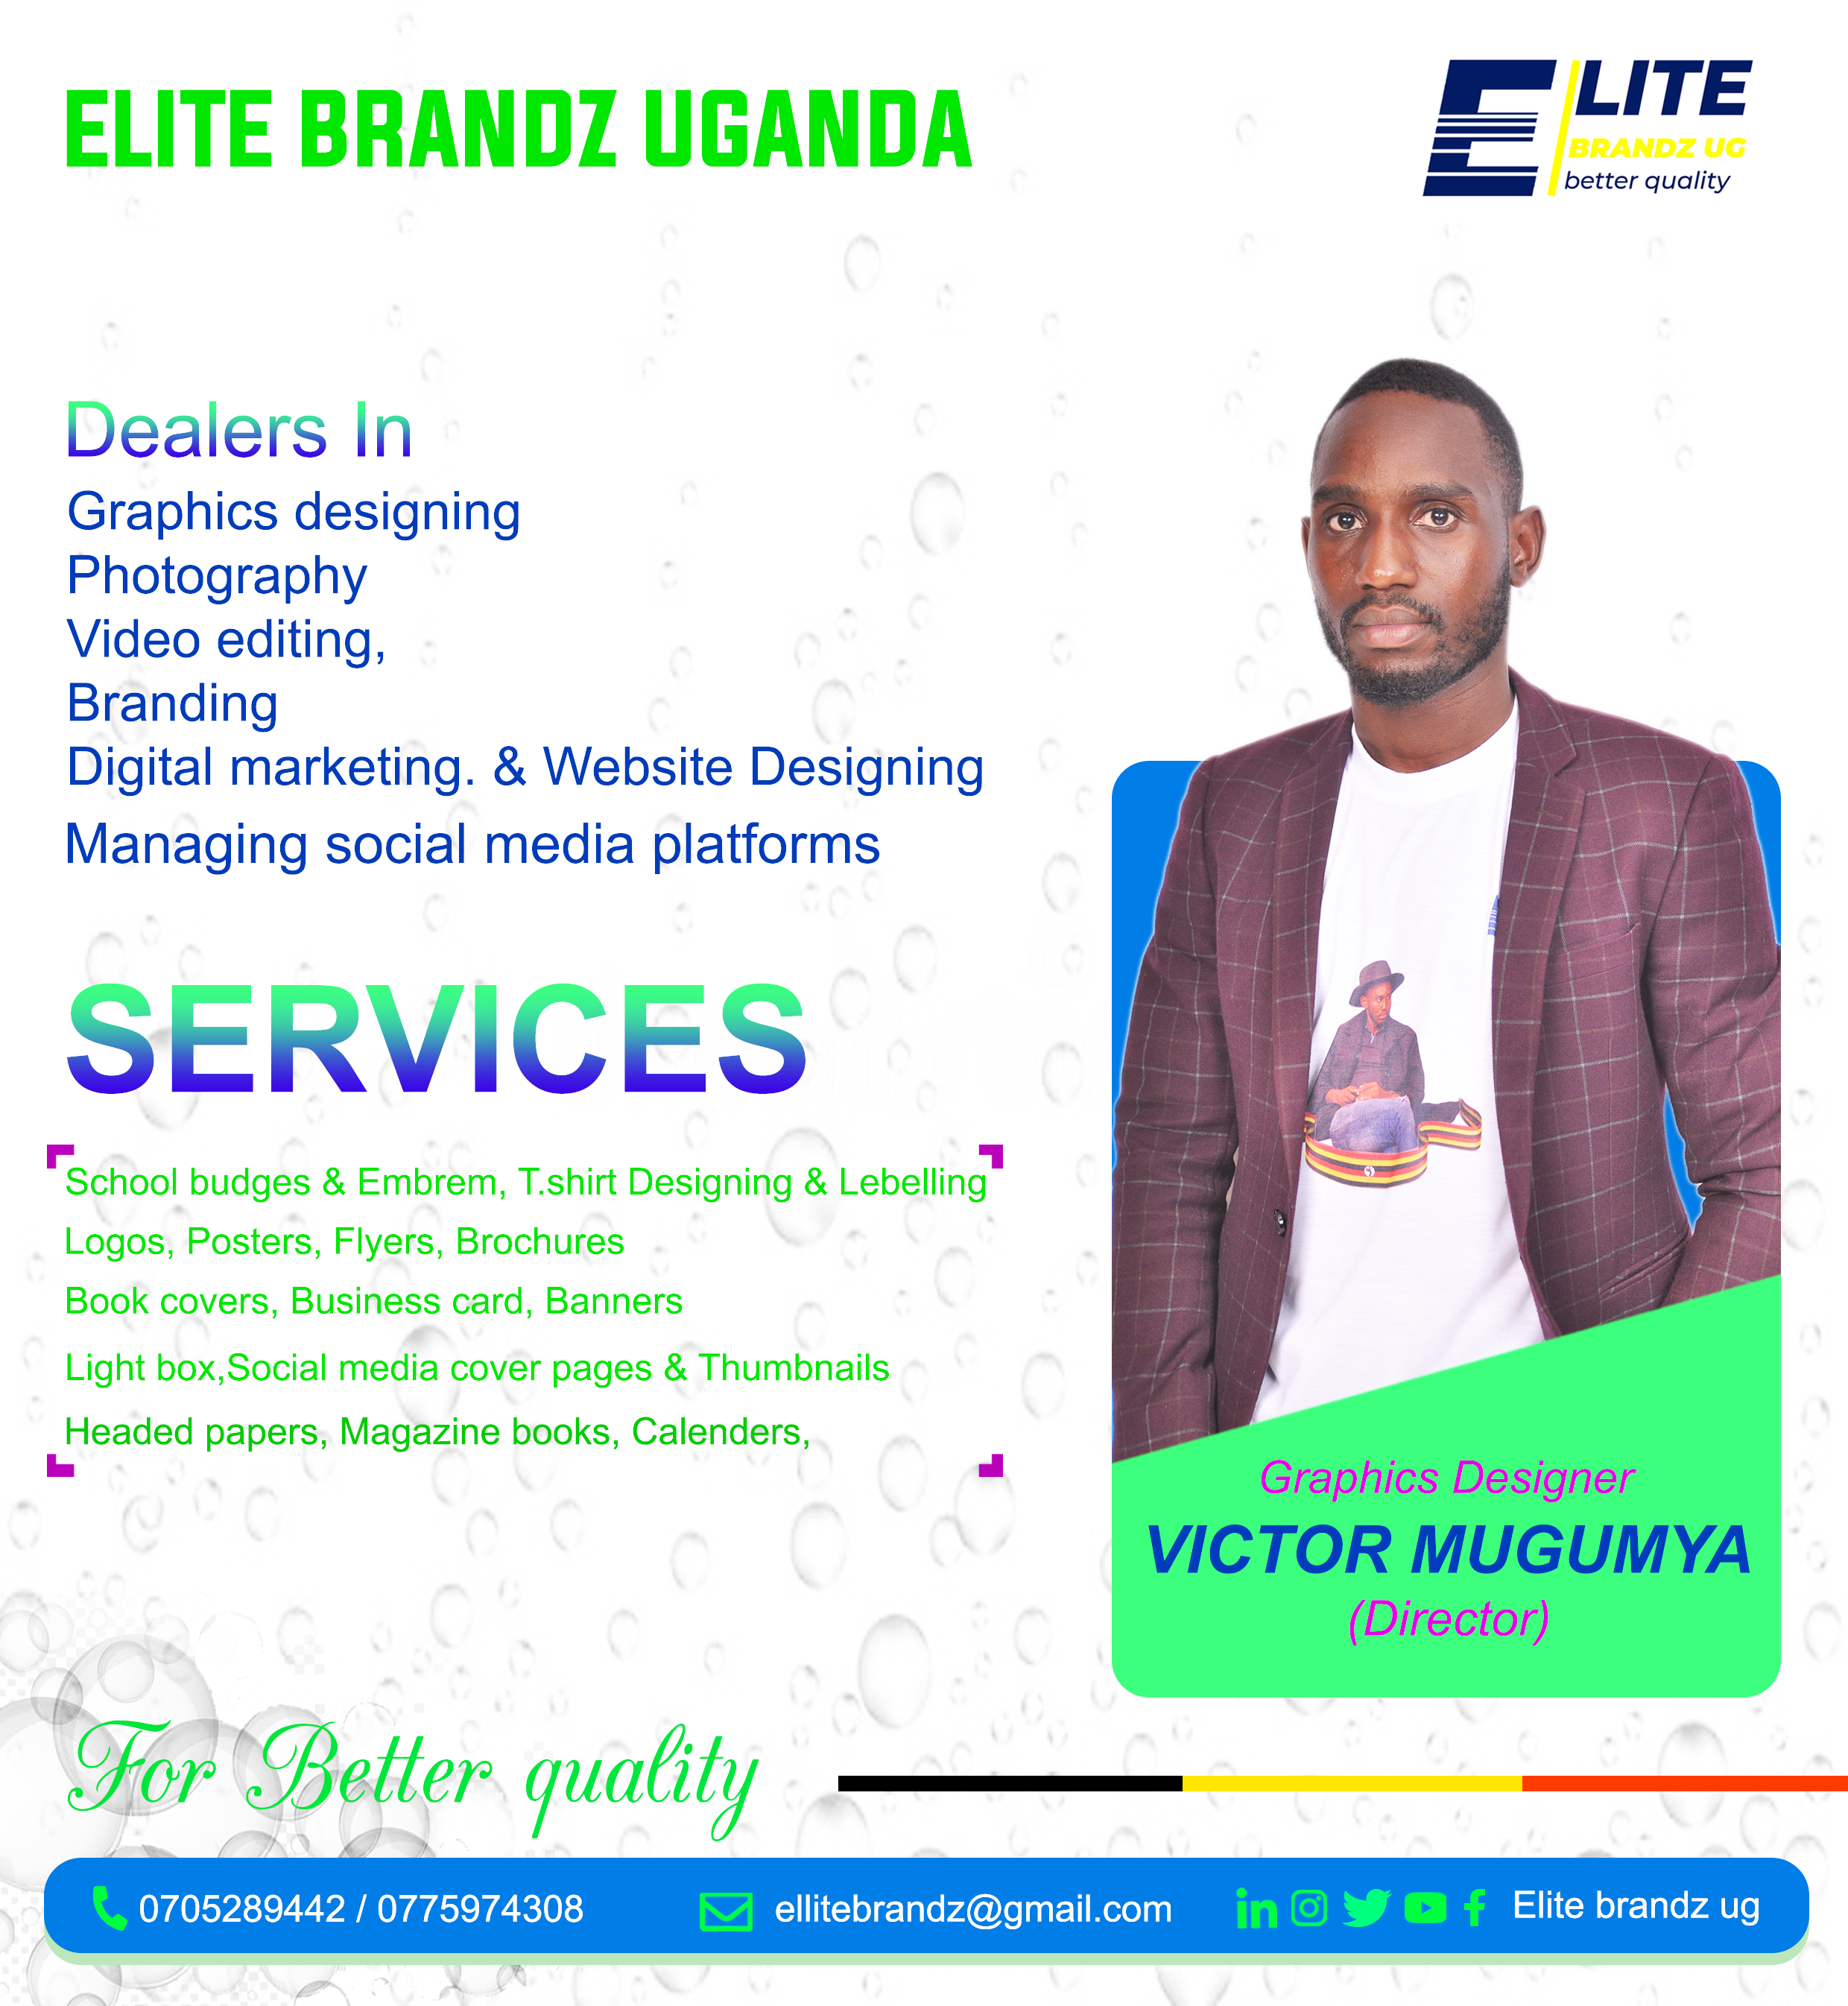 ELITE BRANDZ UGANDA
ELITE
BRANDZ UG
better quality
Dealers In
Graphics designing
Photography
Video editing,
Branding
Digital marketing. & Website Designing
Managing social media platforms
SERVICES
School budges & Embrem, T.shirt Designing & Lebelling
Logos, Posters, Flyers, Brochures
Book covers, Business card, Banners
Light box,Social media cover pages & Thumbnails
Headed papers, Magazine books, Calenders,
Graphics Designer
VICTOR MUGUMYA
(Director)
For Better quality
0705289442 / 0775974308
ellitebrandz@gmail.com
Elite brandz ug